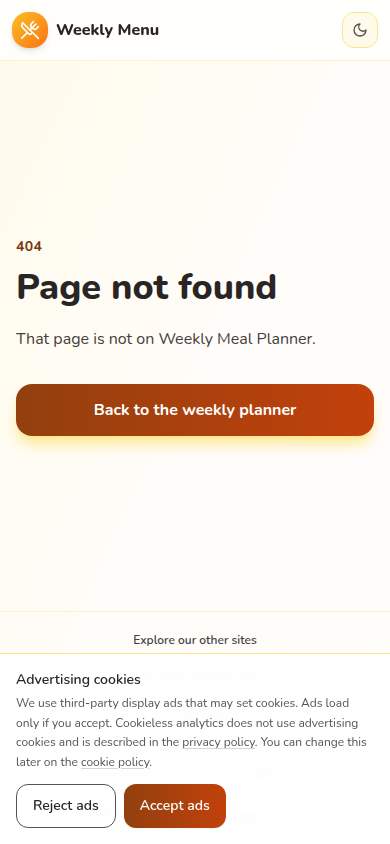 Weekly Menu
404
Page not found
That page is not on Weekly Meal Planner.
Back to the weekly planner
Explore our other sites
Advertising cookies
We use third-party display ads that may set cookies. Ads load
only if you accept. Cookieless analytics does not use advertising
cookies and is described in the privacy policy. You can change this
later on the cookie policy.
Reject ads
Accept ads